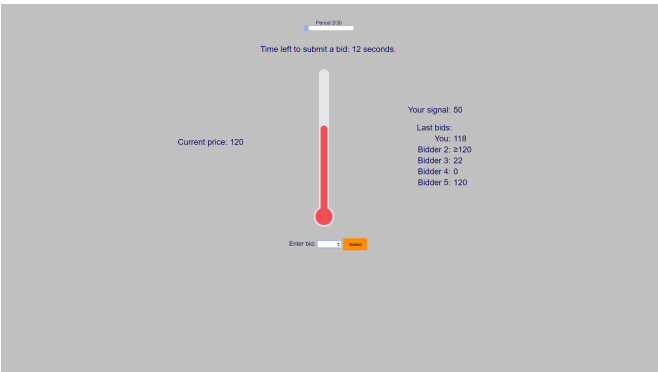 Period 3/30
Time left to submit a bid: 12 seconds.
Your signal: 50
Current price: 120
Last bids:
You: 118
Bidder 2: ≥120
Bidder 3: 22
Bidder 4: 0
Bidder 5: 120
Enter bid:
Submit